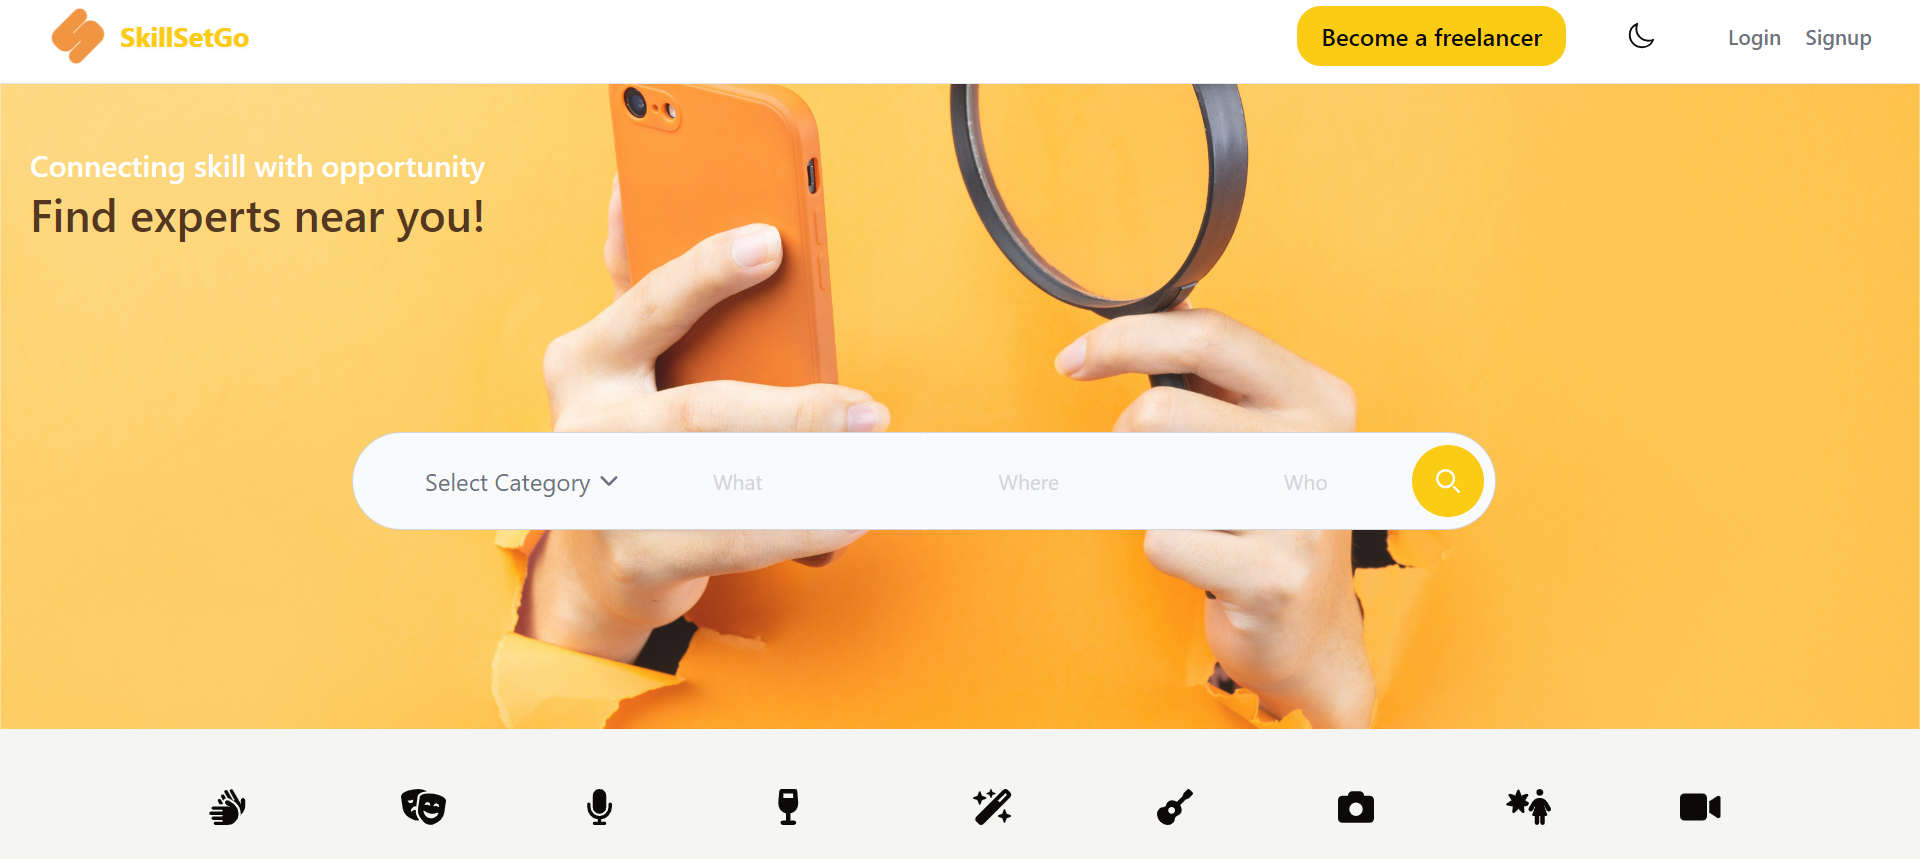 SkillSetGo
Become a freelancer
Login
Signup
Connecting skill with opportunity
Find experts near you!
Select Category
What
Where
Who